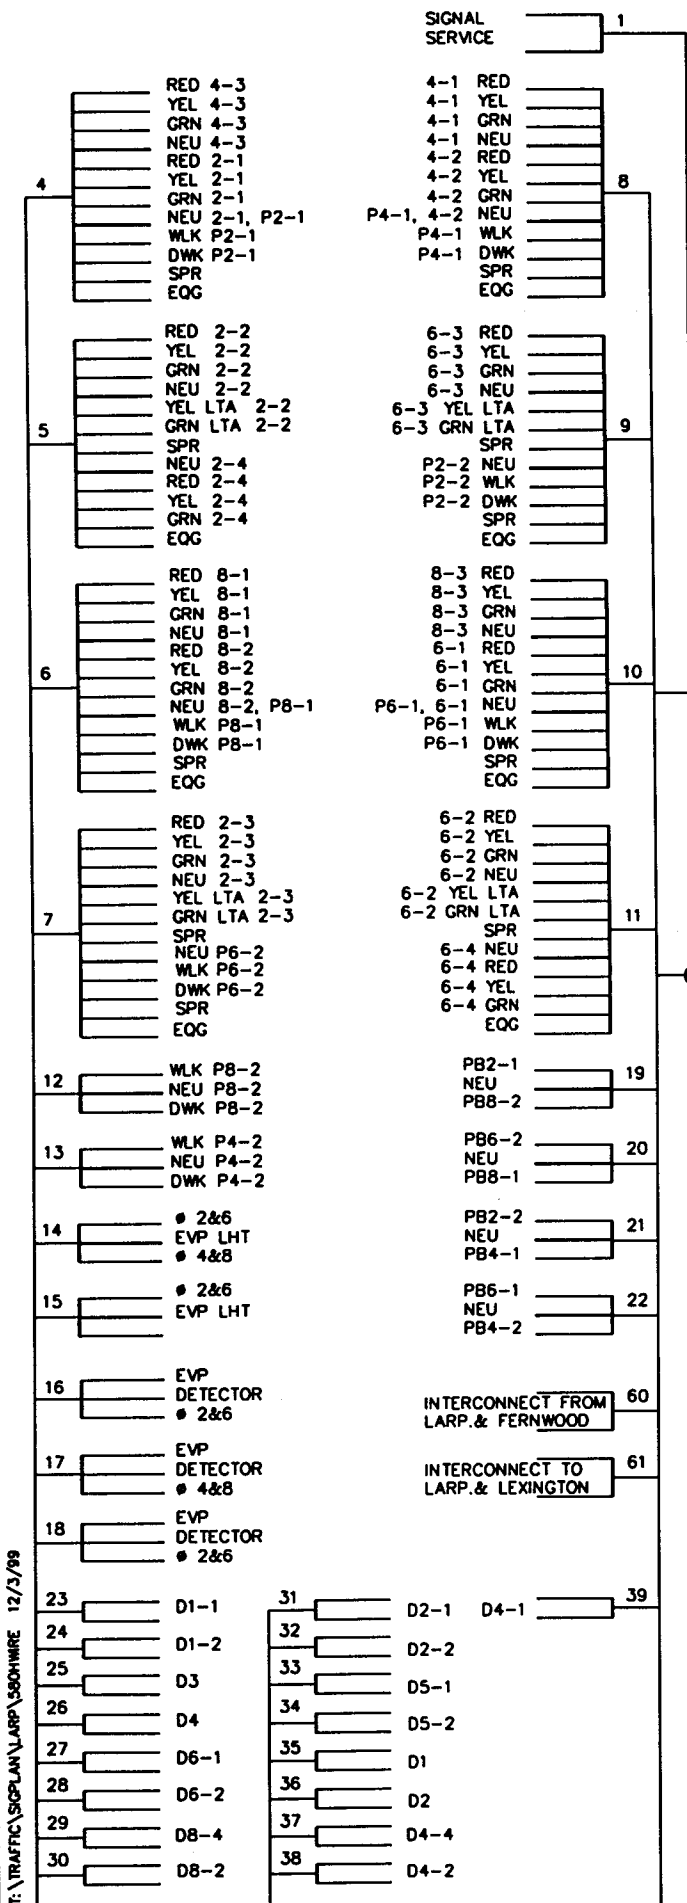 SIGNAL
SERVICE
1
4
RED 4-3
YEL 4-3
GRN 4-3
NEU 4-3
RED 2-1
YEL 2-1
GRN 2-1
NEU 2-1, P2-1
WLK P2-1
DWK P2-1
SPR
EQG
4-1 RED
4-1 YEL
4-1 GRN
4-1 NEU
4-2 RED
4-2 YEL
4-2 GRN
P4-1, 4-2 NEU
P4-1 WLK
P4-1 DWK
SPR
EQG
8
5
RED 2-2
YEL 2-2
GRN 2-2
NEU 2-2
YEL LTA 2-2
GRN LTA 2-2
SPR
NEU 2-4
RED 2-4
YEL 2-4
GRN 2-4
EQG
6-3 RED
6-3 YEL
6-3 GRN
6-3 NEU
6-3 YEL LTA
6-3 GRN LTA
SPR
P2-2 NEU
P2-2 WLK
P2-2 DWK
SPR
EQG
9
6
RED 8-1
YEL 8-1
GRN 8-1
NEU 8-1
RED 8-2
YEL 8-2
GRN 8-2
NEU 8-2, P8-1
WLK P8-1
DWK P8-1
SPR
EQG
8-3 RED
8-3 YEL
8-3 GRN
8-3 NEU
6-1 RED
6-1 YEL
6-1 GRN
P6-1, 6-1 NEU
P6-1 WLK
P6-1 DWK
SPR
EQG
10
7
RED 2-3
YEL 2-3
GRN 2-3
NEU 2-3
YEL LTA 2-3
GRN LTA 2-3
SPR
NEU P6-2
WLK P6-2
DWK P6-2
SPR
EQG
6-2 RED
6-2 YEL
6-2 GRN
6-2 NEU
6-2 YEL LTA
6-2 GRN LTA
SPR
6-4 NEU
6-4 RED
6-4 YEL
6-4 GRN
EQG
11
12
WLK P8-2
NEU P8-2
DWK P8-2
PB2-1
NEU
PB8-2
19
13
WLK P4-2
NEU P4-2
DWK P4-2
PB6-2
NEU
PB8-1
20
14
ø 2&6
EVP LHT
ø 4&8
PB2-2
NEU
PB4-1
21
15
ø 2&6
EVP LHT
PB6-1
NEU
PB4-2
22
16
EVP
DETECTOR
ø 2&6
INTERCONNECT FROM
LARP.& FERNWOOD
60
17
EVP
DETECTOR
ø 4&8
INTERCONNECT TO
LARP.& LEXINGTON
61
18
EVP
DETECTOR
ø 2&6
23 D1-1
24 D1-2
25 D3
26 D4
27 D6-1
28 D6-2
29 D8-4
30 D8-2
31 D2-1
32 D2-2
33 D5-1
34 D5-2
35 D1
36 D2
37 D4-4
38 D4-2
D4-1 39
T:\TRAFFIC\SIGPLAN\LARP\580HWIRE 12/3/99